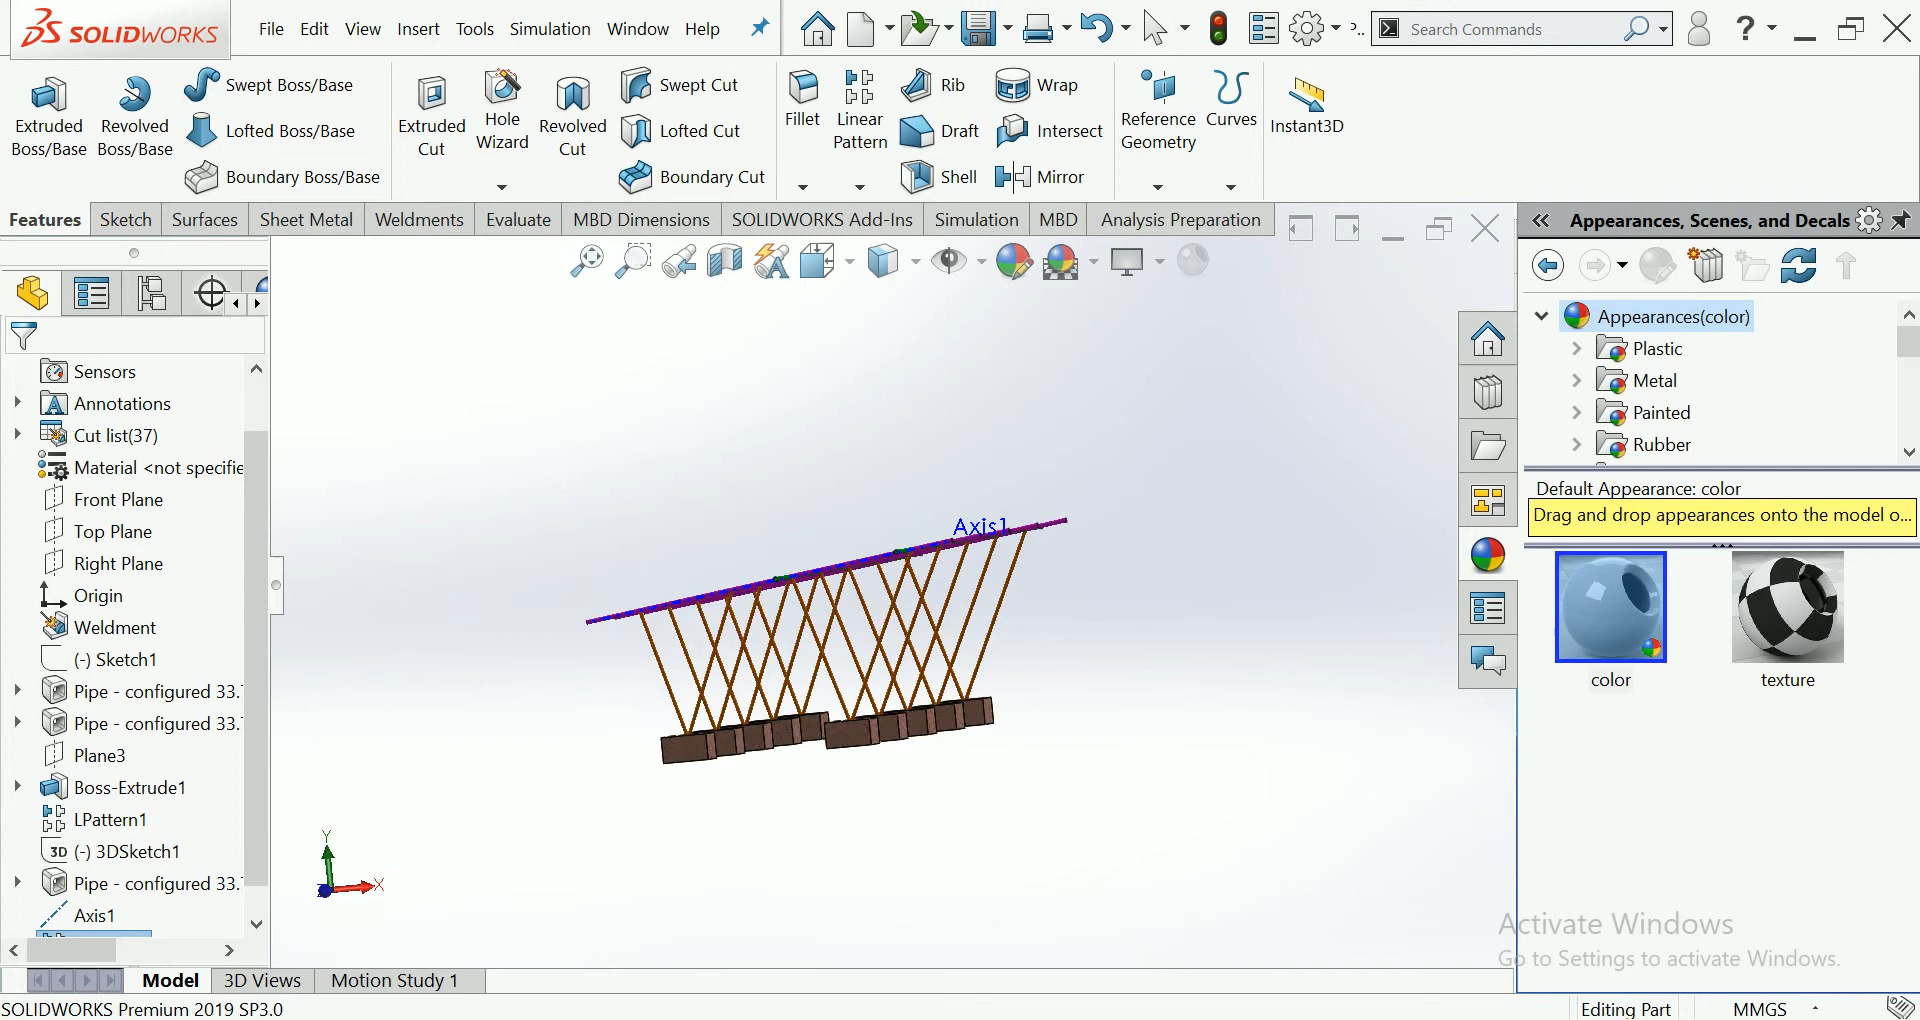 SOLIDWORKS
File Edit View Insert Tools Simulation Window Help
Search Commands
?
Extruded Boss/Base
Revolved Boss/Base
Swept Boss/Base
Lofted Boss/Base
Boundary Boss/Base
Extruded Cut
Hole Wizard
Revolved Cut
Swept Cut
Lofted Cut
Boundary Cut
Fillet
Linear Pattern
Rib
Draft
Shell
Wrap
Intersect
Mirror
Reference Geometry
Curves
Instant3D
Features Sketch Surfaces Sheet Metal Weldments Evaluate MBD Dimensions SOLIDWORKS Add-Ins Simulation MBD Analysis Preparation
Sensors
Annotations
Cut list(37)
Material <not specifie
Front Plane
Top Plane
Right Plane
Origin
Weldment
(-) Sketch1
Pipe - configured 33.
Pipe - configured 33.
Plane3
Boss-Extrude1
LPattern1
3D (-) 3DSketch1
Pipe - configured 33.
Axis1
Axis1
Y
X
Z
Appearances, Scenes, and Decals
Appearances(color)
Plastic
Metal
Painted
Rubber
Default Appearance: color
Drag and drop appearances onto the model o...
color
texture
Activate Windows
Go to Settings to activate Windows.
Model 3D Views Motion Study 1
SOLIDWORKS Premium 2019 SP3.0
Editing Part
MMGS